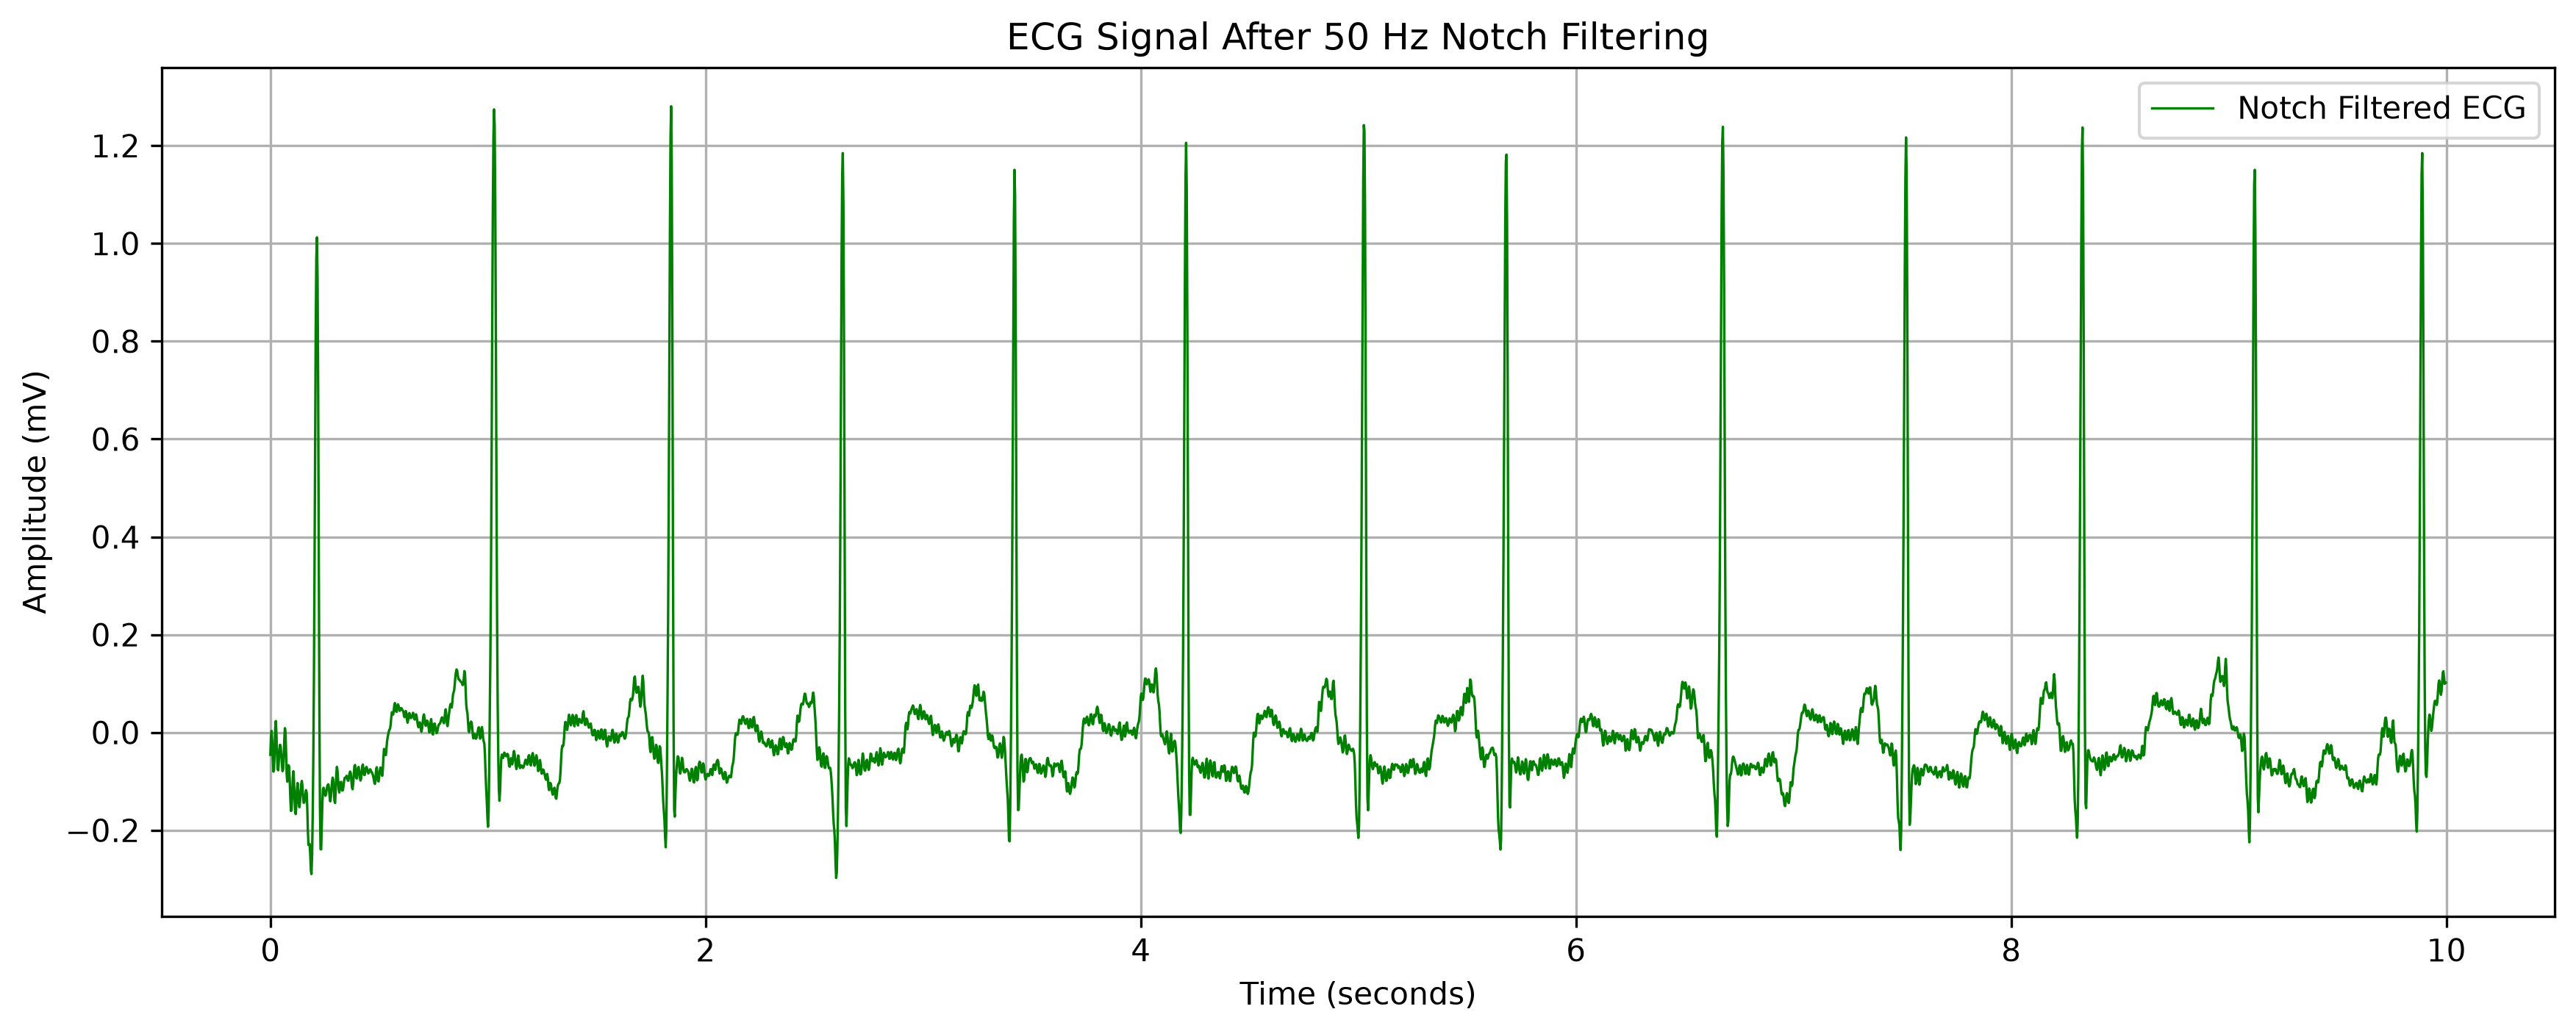 ECG Signal After 50 Hz Notch Filtering
Notch Filtered ECG
Amplitude (mV)
1.2
1.0
0.8
0.6
0.4
0.2
0.0
−0.2
0 2 4 6 8 10
Time (seconds)